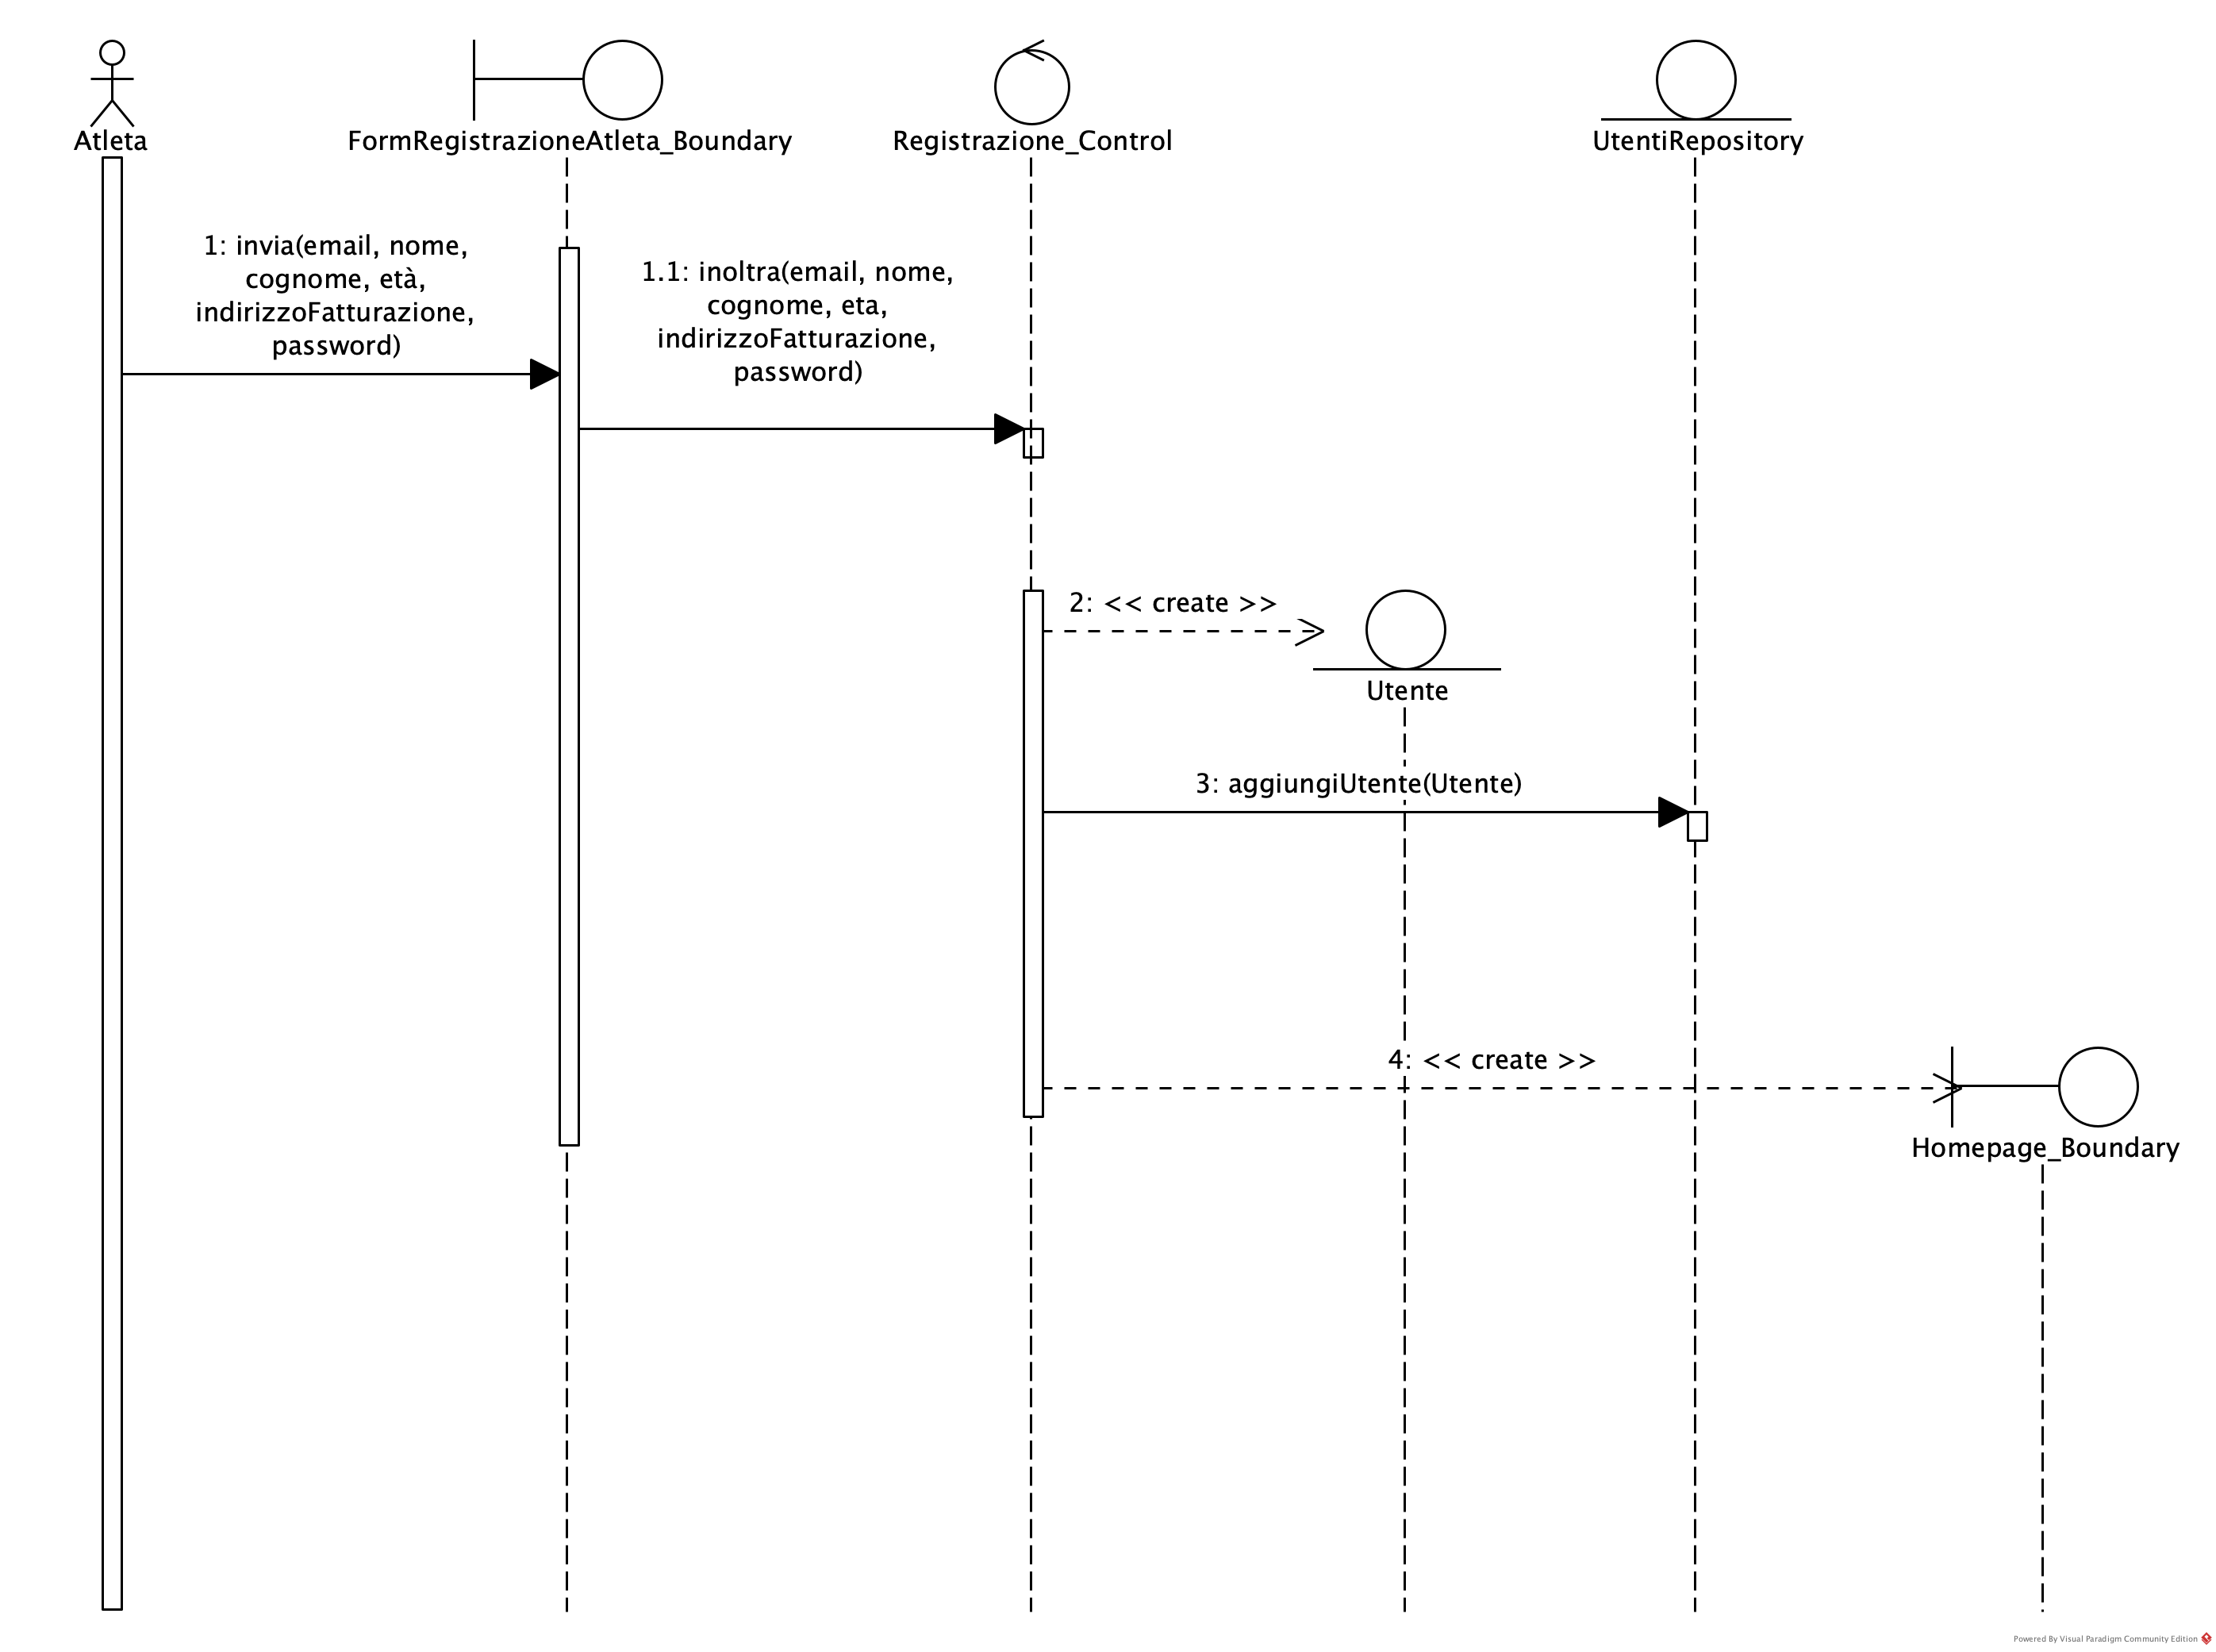 Atleta
FormRegistrazioneAtleta_Boundary
Registrazione_Control
UtentiRepository
1: invia(email, nome,
cognome, età,
indirizzoFatturazione,
password)
1.1: inoltra(email, nome,
cognome, eta,
indirizzoFatturazione,
password)
2: << create >>
Utente
3: aggiungiUtente(Utente)
4: << create >>
Homepage_Boundary
Powered By Visual Paradigm Community Edition